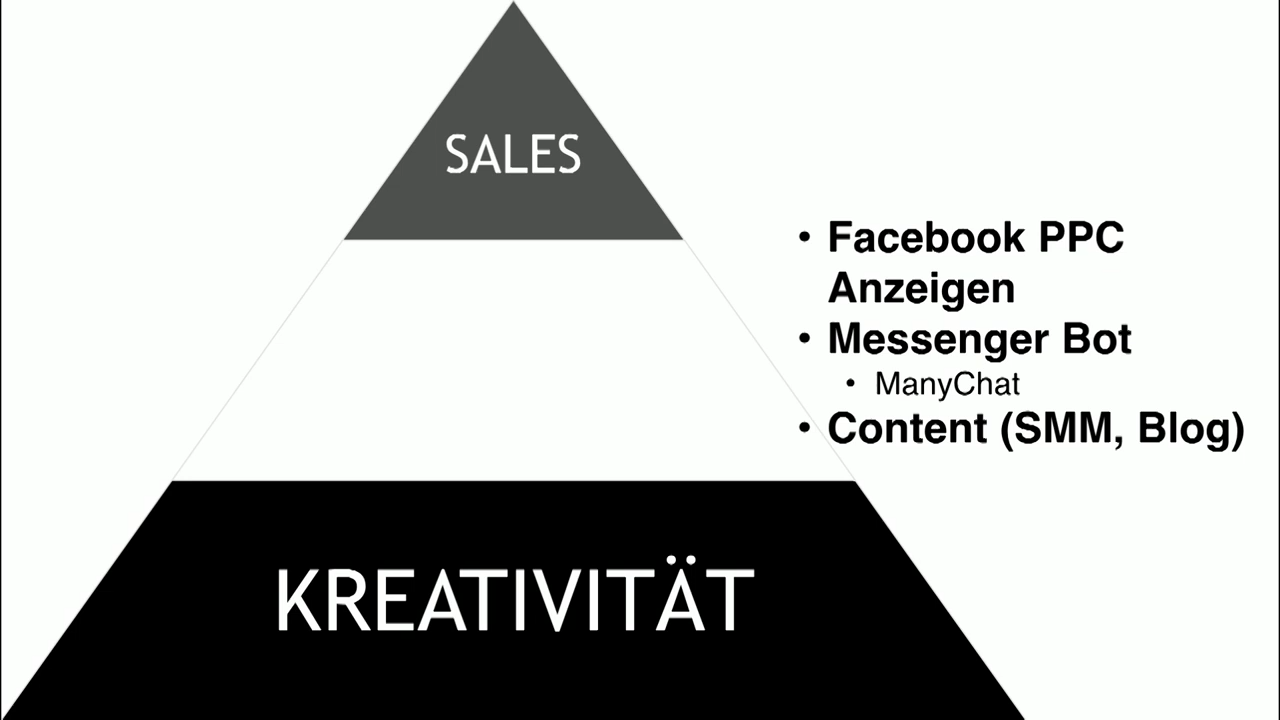 SALES
• Facebook PPC
Anzeigen
• Messenger Bot
• ManyChat
• Content (SMM, Blog)
KREATIVITÄT